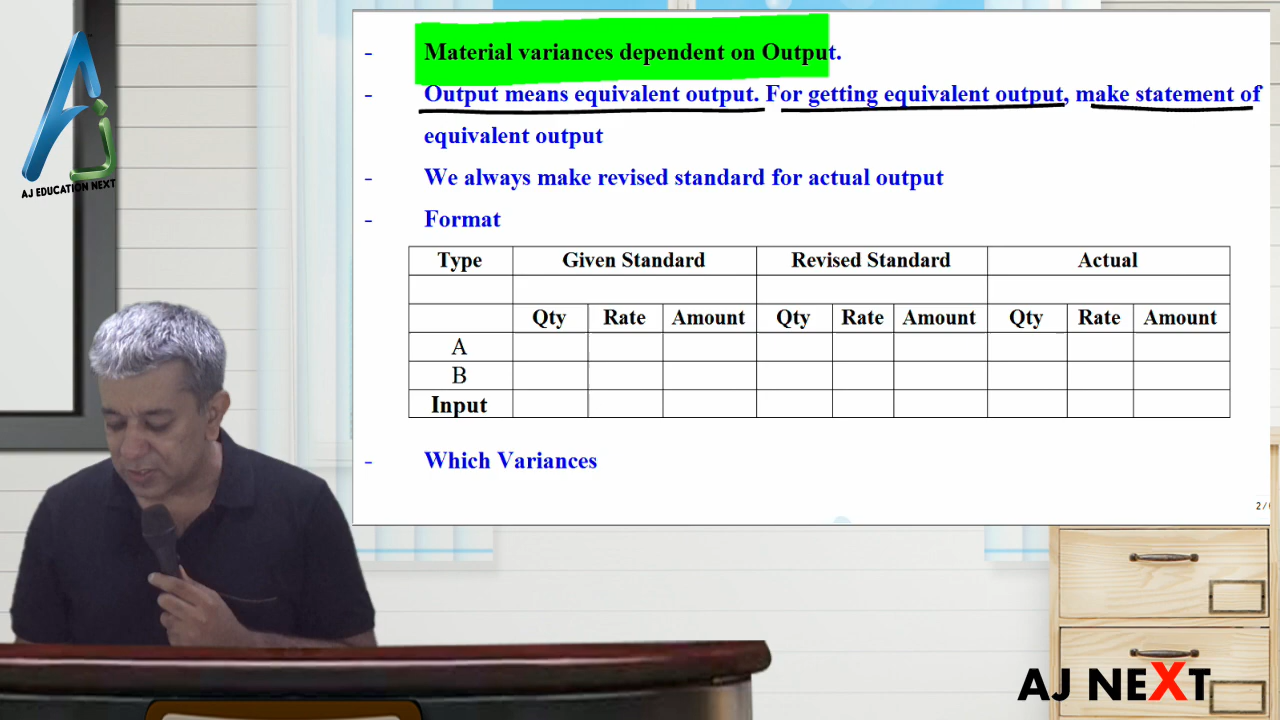 - Material variances dependent on Output.
- Output means equivalent output. For getting equivalent output, make statement of
equivalent output
- We always make revised standard for actual output
- Format
Type Given Standard Revised Standard Actual
Qty Rate Amount Qty Rate Amount Qty Rate Amount
A
B
Input
- Which Variances
2/
AJ EDUCATION NEXT
AJ NEXT